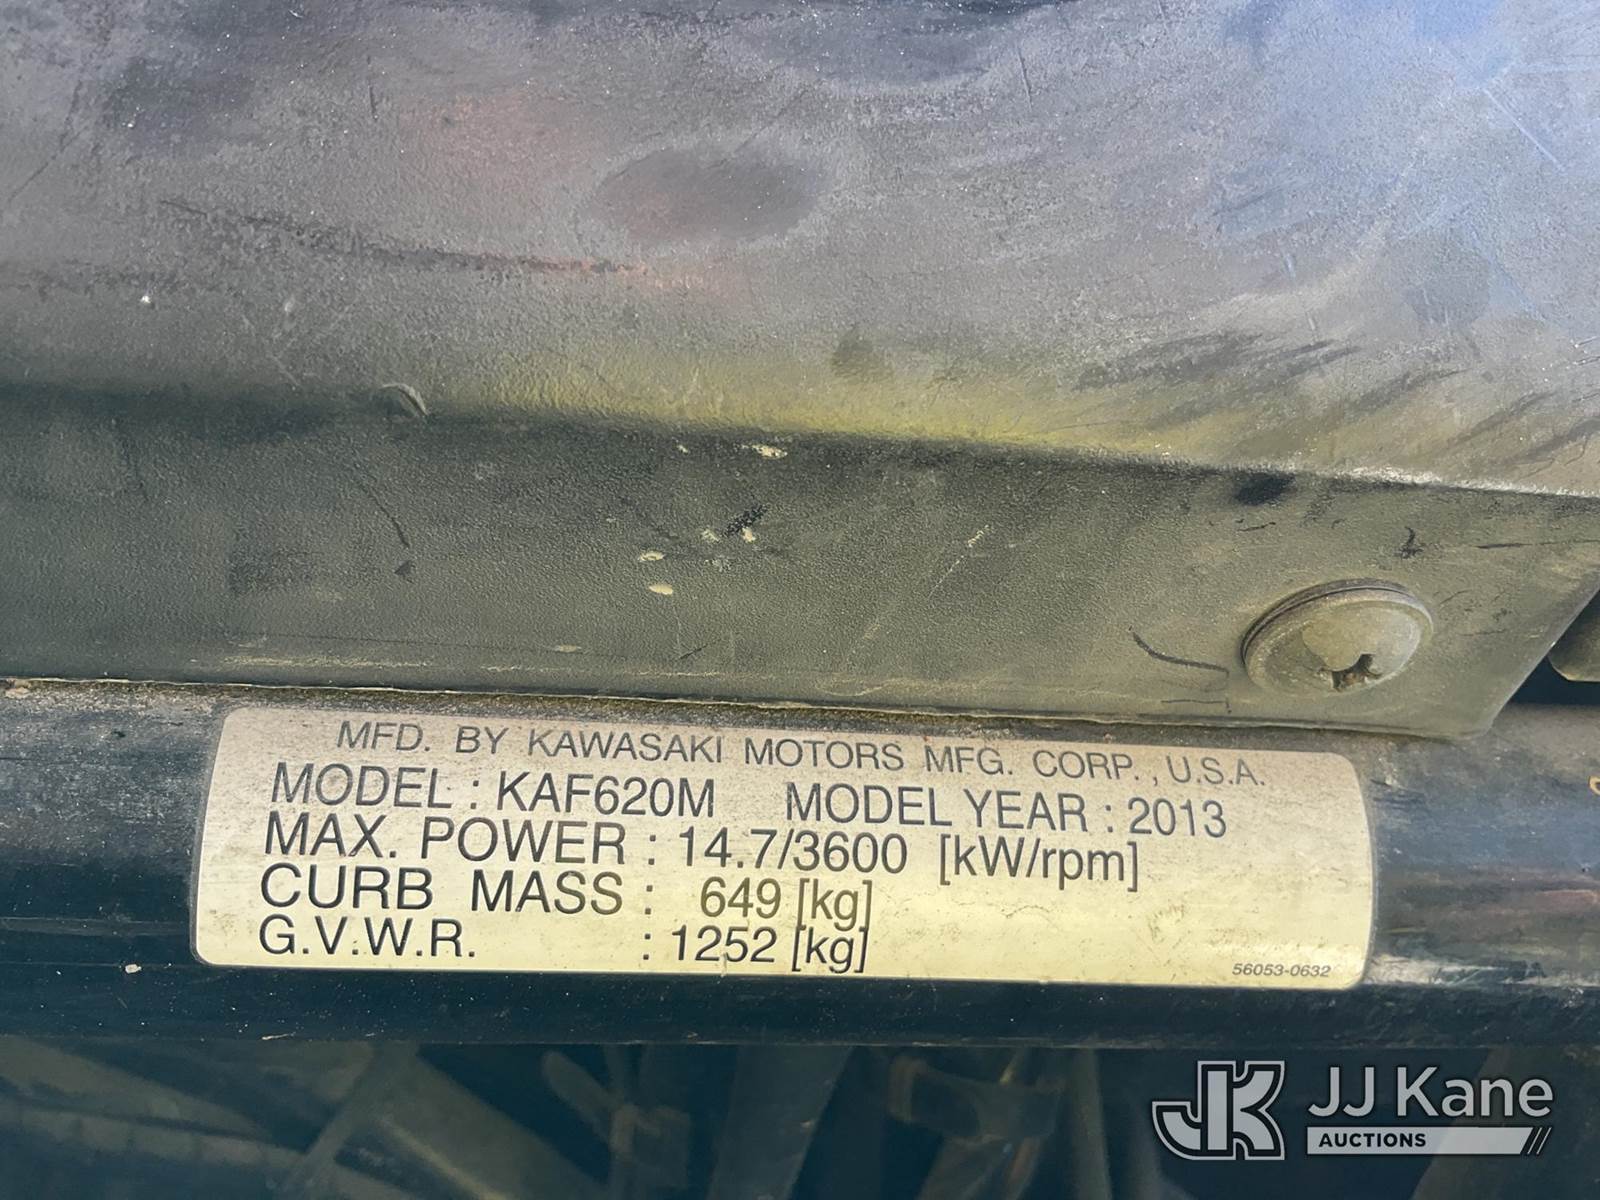 MFD. BY KAWASAKI MOTORS MFG. CORP., U.S.A.
MODEL : KAF620M MODEL YEAR : 2013
MAX. POWER : 14.7/3600 [kW/rpm]
CURB MASS : 649 [kg]
G.V.W.R. : 1252 [kg]
56053-0632
JK JJ Kane
AUCTIONS